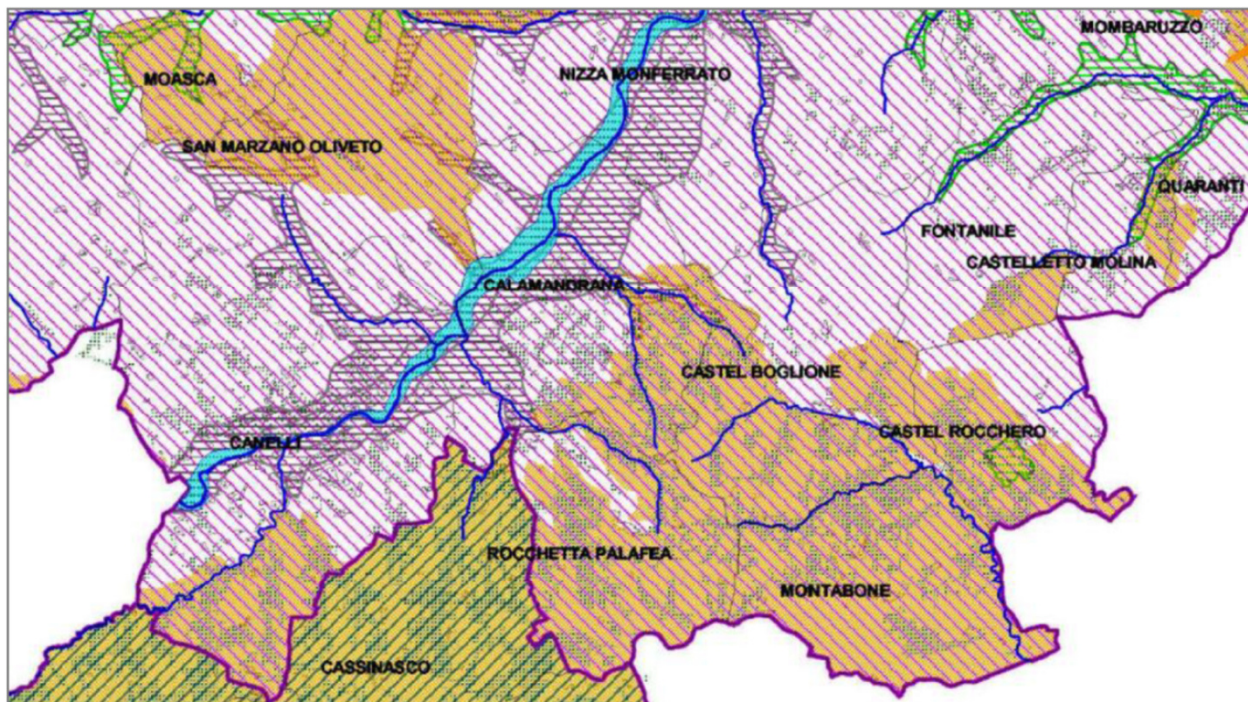 MOMBARUZZO
MOASCA
NIZZA MONFERRATO
SAN MARZANO OLIVETO
QUARANTI
FONTANILE
CASTELLETTO MOLINA
CALAMANDRANA
CASTEL BOGLIONE
CANELLI
CASTEL ROCCHERO
ROCCHETTA PALAFEA
MONTABONE
CASSINASCO